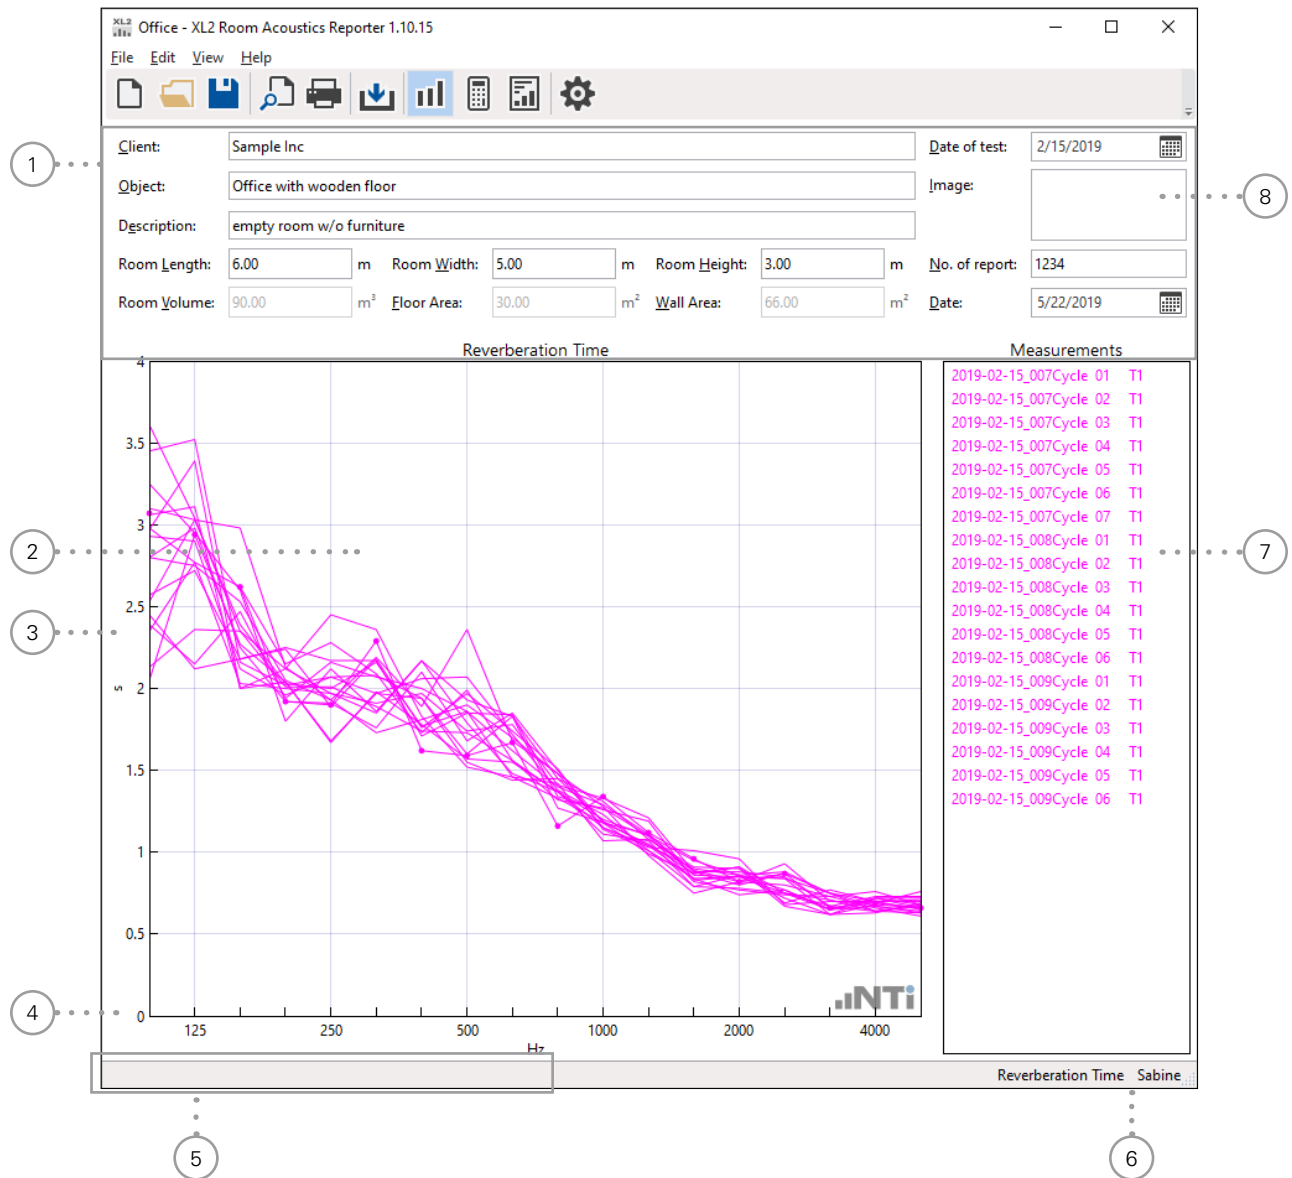 XL2 Office - XL2 Room Acoustics Reporter 1.10.15
File Edit View Help
Client: Sample Inc Date of test: 2/15/2019
1
Object: Office with wooden floor Image:
8
Description: empty room w/o furniture
Room Length: 6.00 m Room Width: 5.00 m Room Height: 3.00 m No. of report: 1234
Room Volume: 90.00 m³ Floor Area: 30.00 m² Wall Area: 66.00 m² Date: 5/22/2019
Reverberation Time Measurements
4
3.5
3
2.5
2
1.5
1
0.5
0
s
125 250 500 1000 2000 4000
Hz
NTi
2019-02-15_007Cycle 01 T1
2019-02-15_007Cycle 02 T1
2019-02-15_007Cycle 03 T1
2019-02-15_007Cycle 04 T1
2019-02-15_007Cycle 05 T1
2019-02-15_007Cycle 06 T1
2019-02-15_007Cycle 07 T1
2019-02-15_008Cycle 01 T1
2019-02-15_008Cycle 02 T1
2019-02-15_008Cycle 03 T1
2019-02-15_008Cycle 04 T1
2019-02-15_008Cycle 05 T1
2019-02-15_008Cycle 06 T1
2019-02-15_009Cycle 01 T1
2019-02-15_009Cycle 02 T1
2019-02-15_009Cycle 03 T1
2019-02-15_009Cycle 04 T1
2019-02-15_009Cycle 05 T1
2019-02-15_009Cycle 06 T1
2
7
3
4
Reverberation Time Sabine
5
6